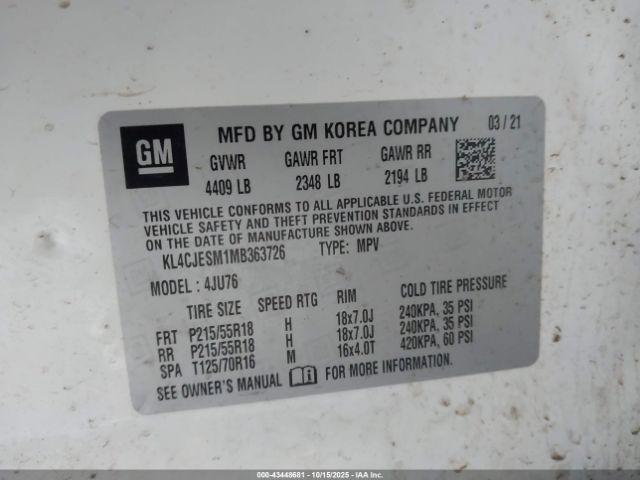 GM
MFD BY GM KOREA COMPANY 03 / 21
GVWR GAWR FRT GAWR RR
4409 LB 2348 LB 2194 LB
THIS VEHICLE CONFORMS TO ALL APPLICABLE U.S. FEDERAL MOTOR
VEHICLE SAFETY AND THEFT PREVENTION STANDARDS IN EFFECT
ON THE DATE OF MANUFACTURE SHOWN ABOVE.
KL4CJESM1MB363726 TYPE: MPV
MODEL : 4JU76
TIRE SIZE SPEED RTG RIM COLD TIRE PRESSURE
FRT P215/55R18 H 18x7.0J 240KPA, 35 PSI
RR P215/55R18 H 18x7.0J 240KPA, 35 PSI
SPA T125/70R16 M 16x4.0T 420KPA, 60 PSI
SEE OWNER'S MANUAL FOR MORE INFORMATION.
000-43448681 - 10/15/2025 - IAA, Inc.